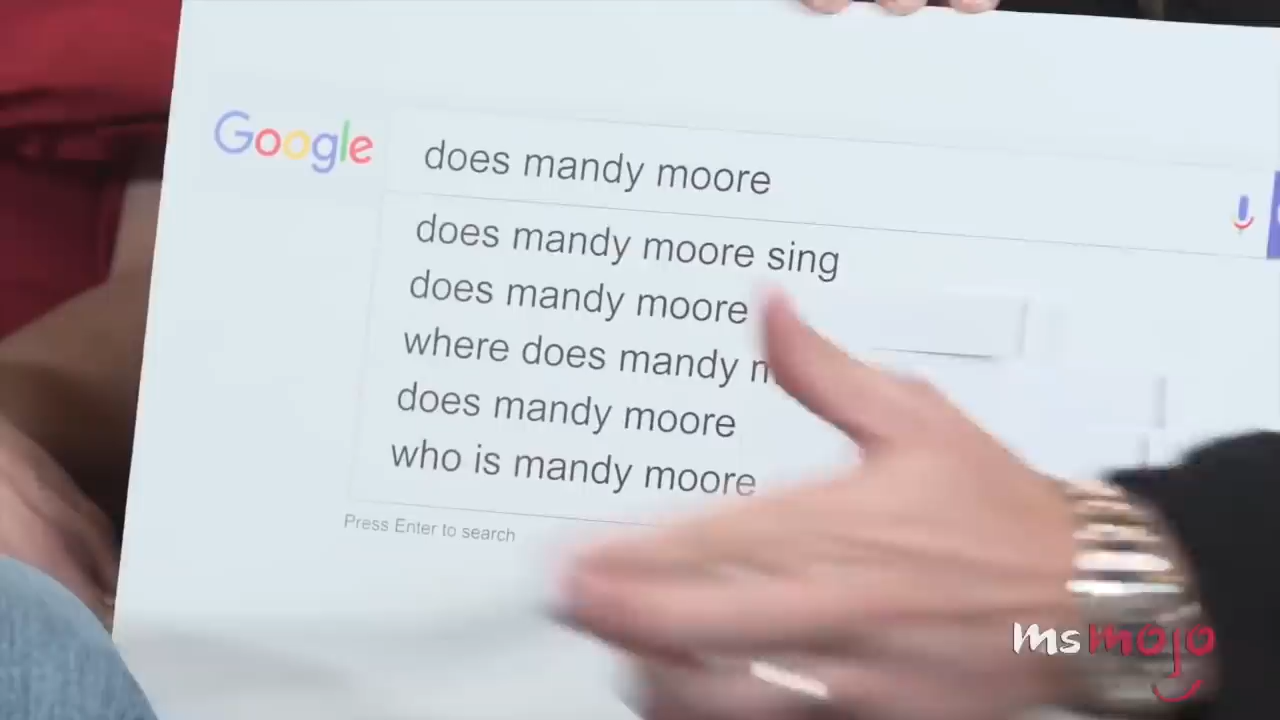 Google
does mandy moore
does mandy moore sing
does mandy moore
where does mandy
does mandy moore
who is mandy moore
Press Enter to search
msmojo